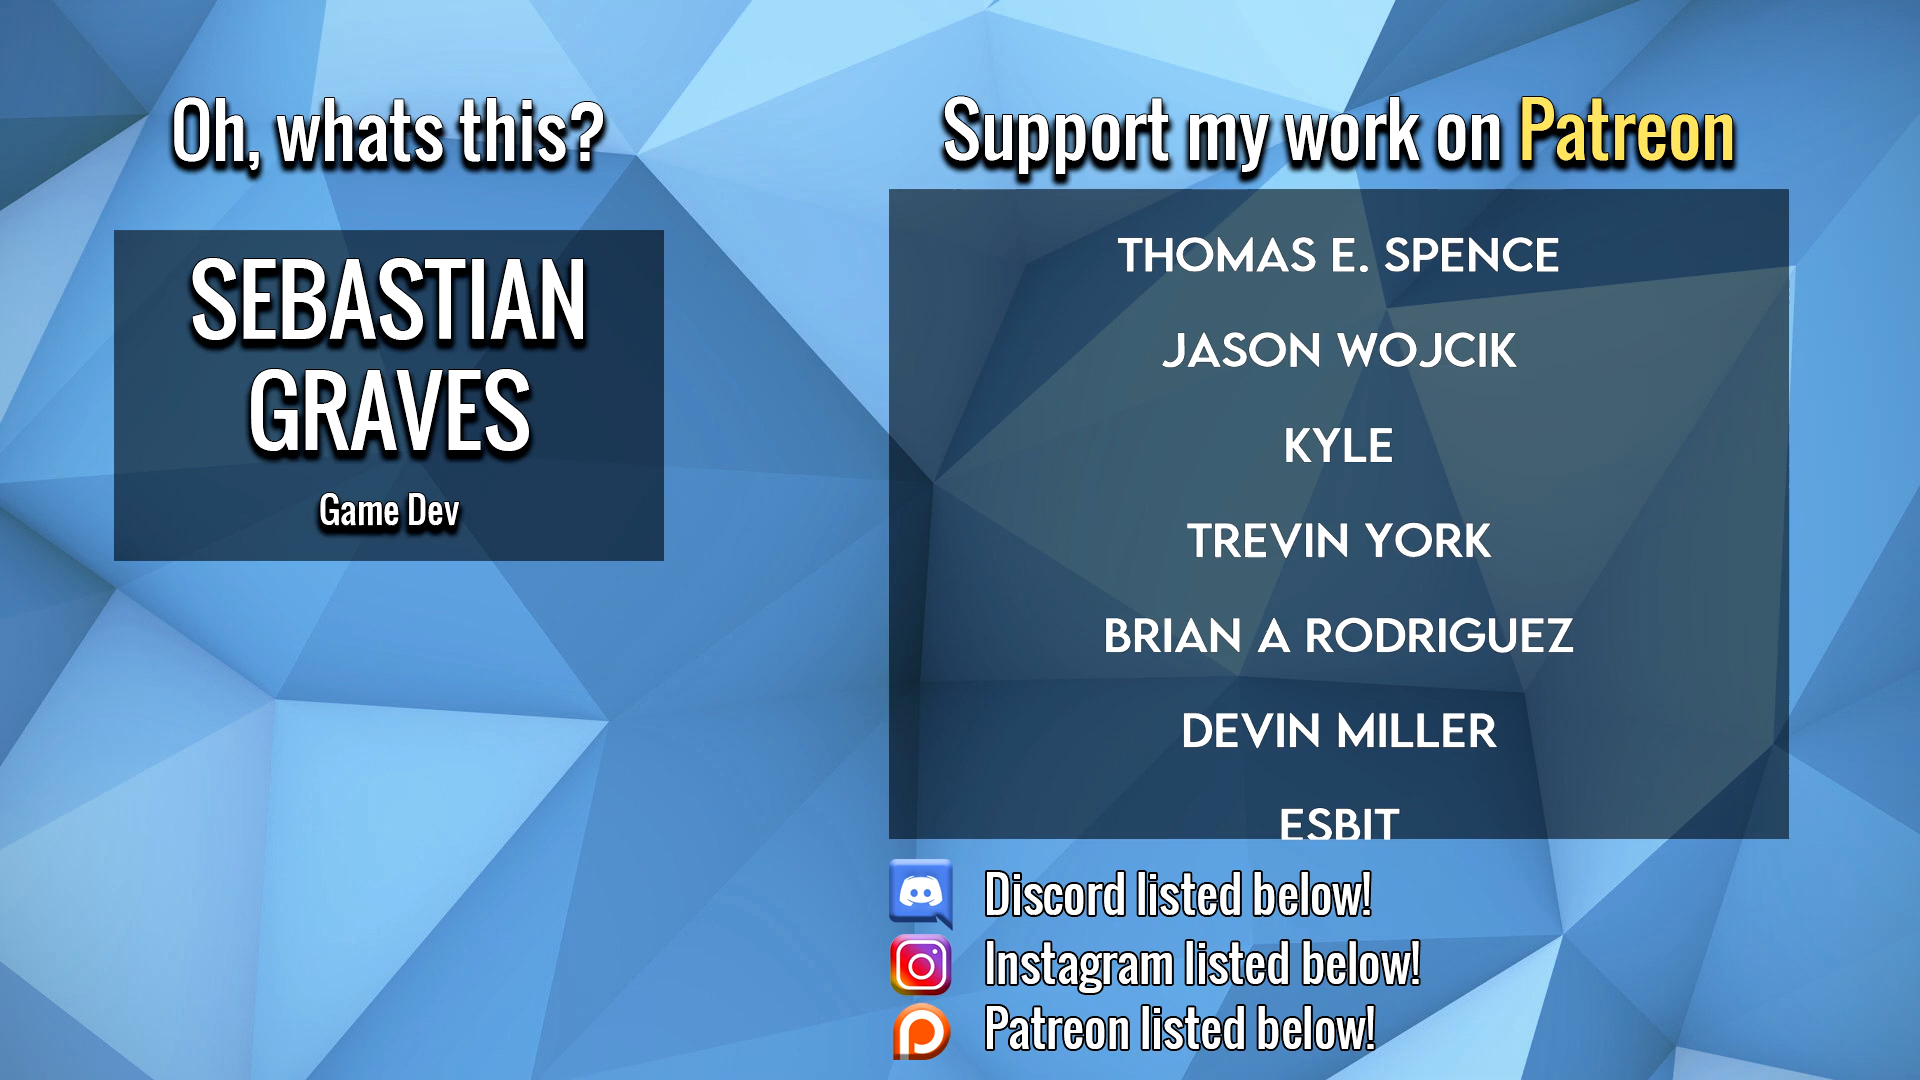 Oh, whats this?
SEBASTIAN
GRAVES
Game Dev
Support my work on Patreon
THOMAS E. SPENCE
JASON WOJCIK
KYLE
TREVIN YORK
BRIAN A RODRIGUEZ
DEVIN MILLER
ESBIT
Discord listed below!
Instagram listed below!
Patreon listed below!